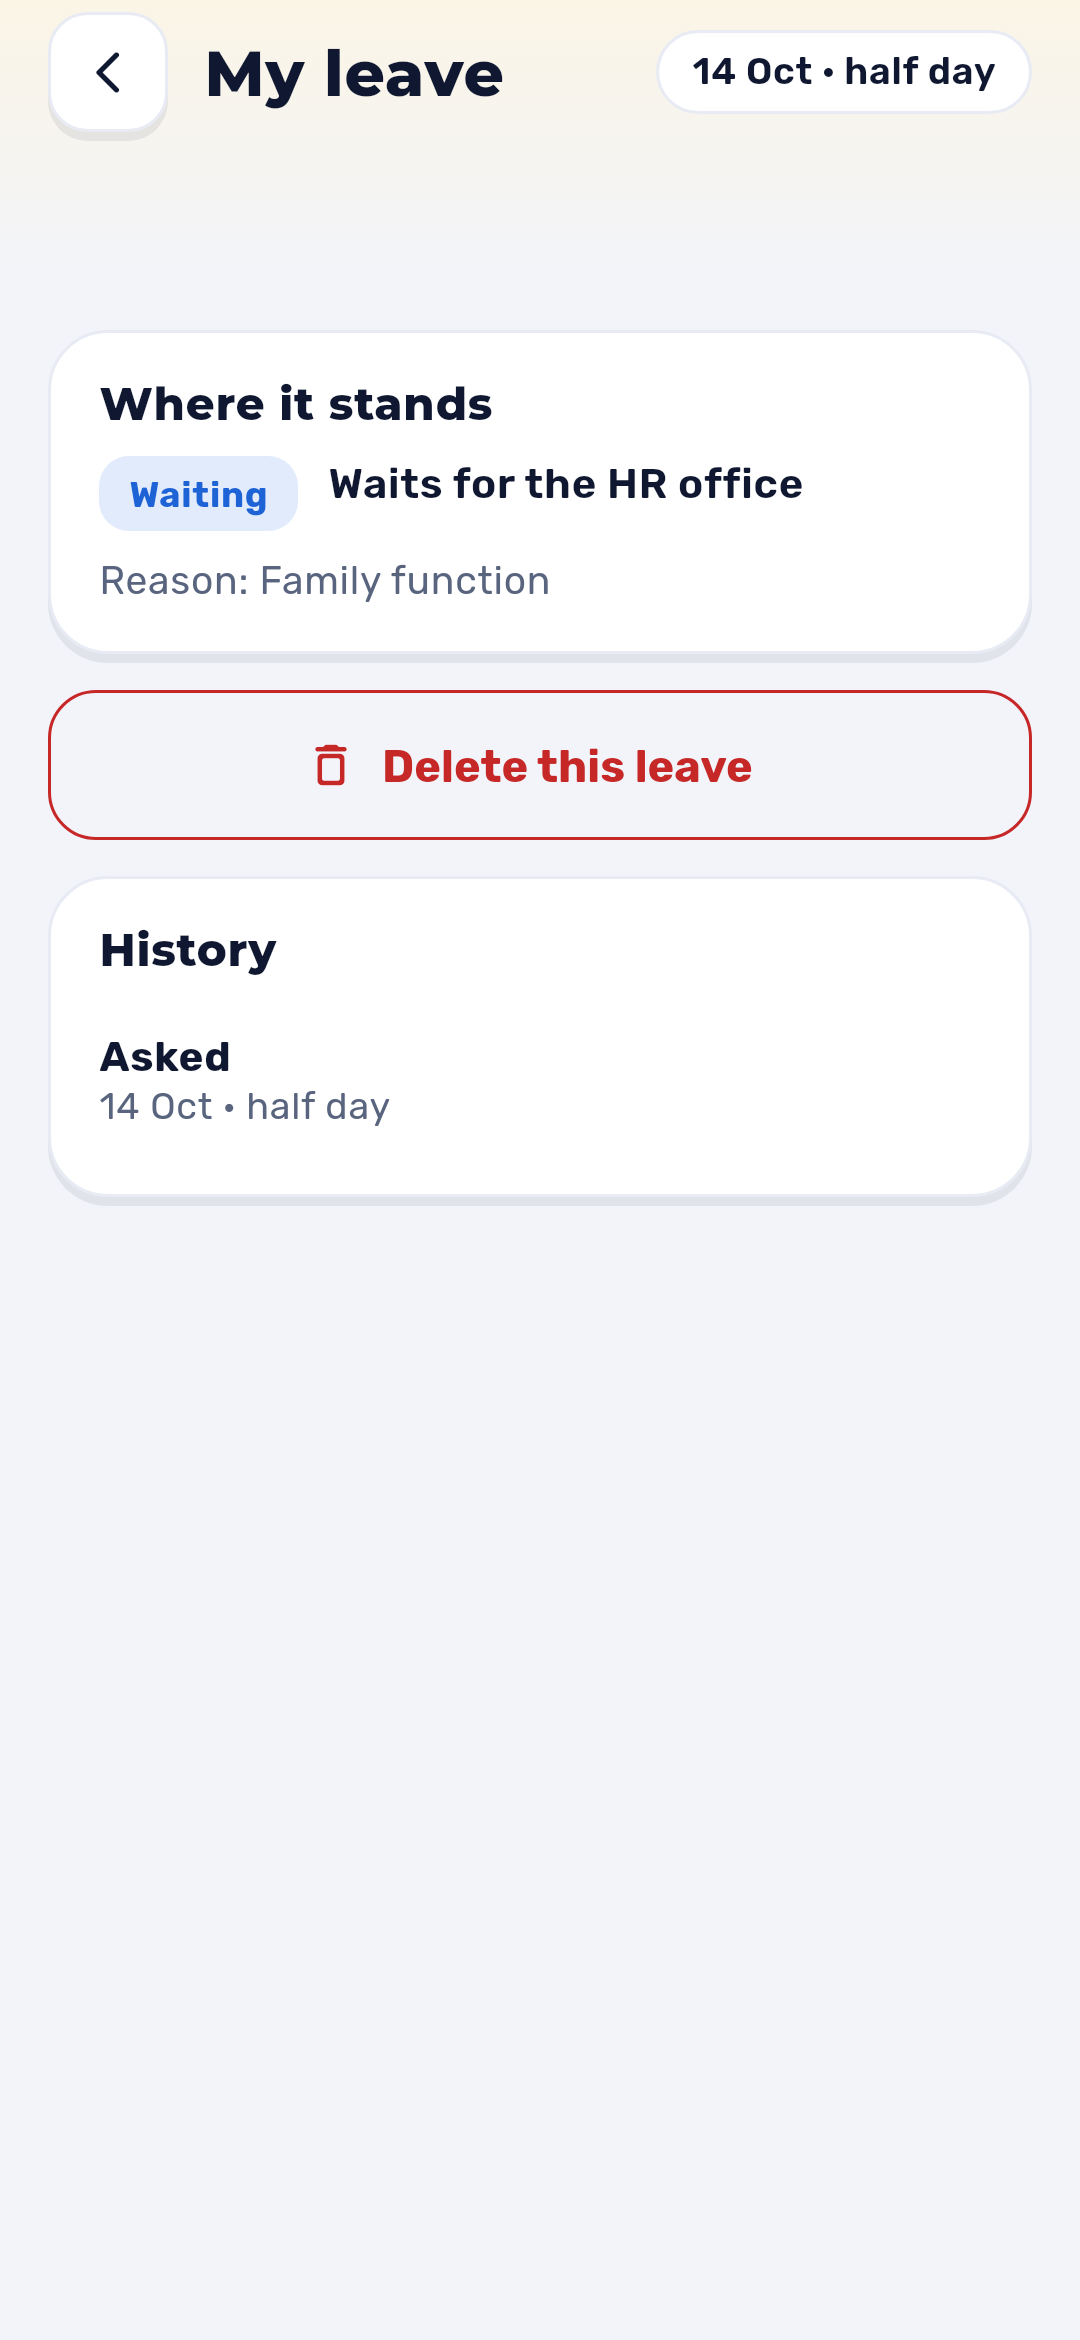 My leave
14 Oct • half day
Where it stands
Waiting
Waits for the HR office
Reason: Family function
Delete this leave
History
Asked
14 Oct • half day